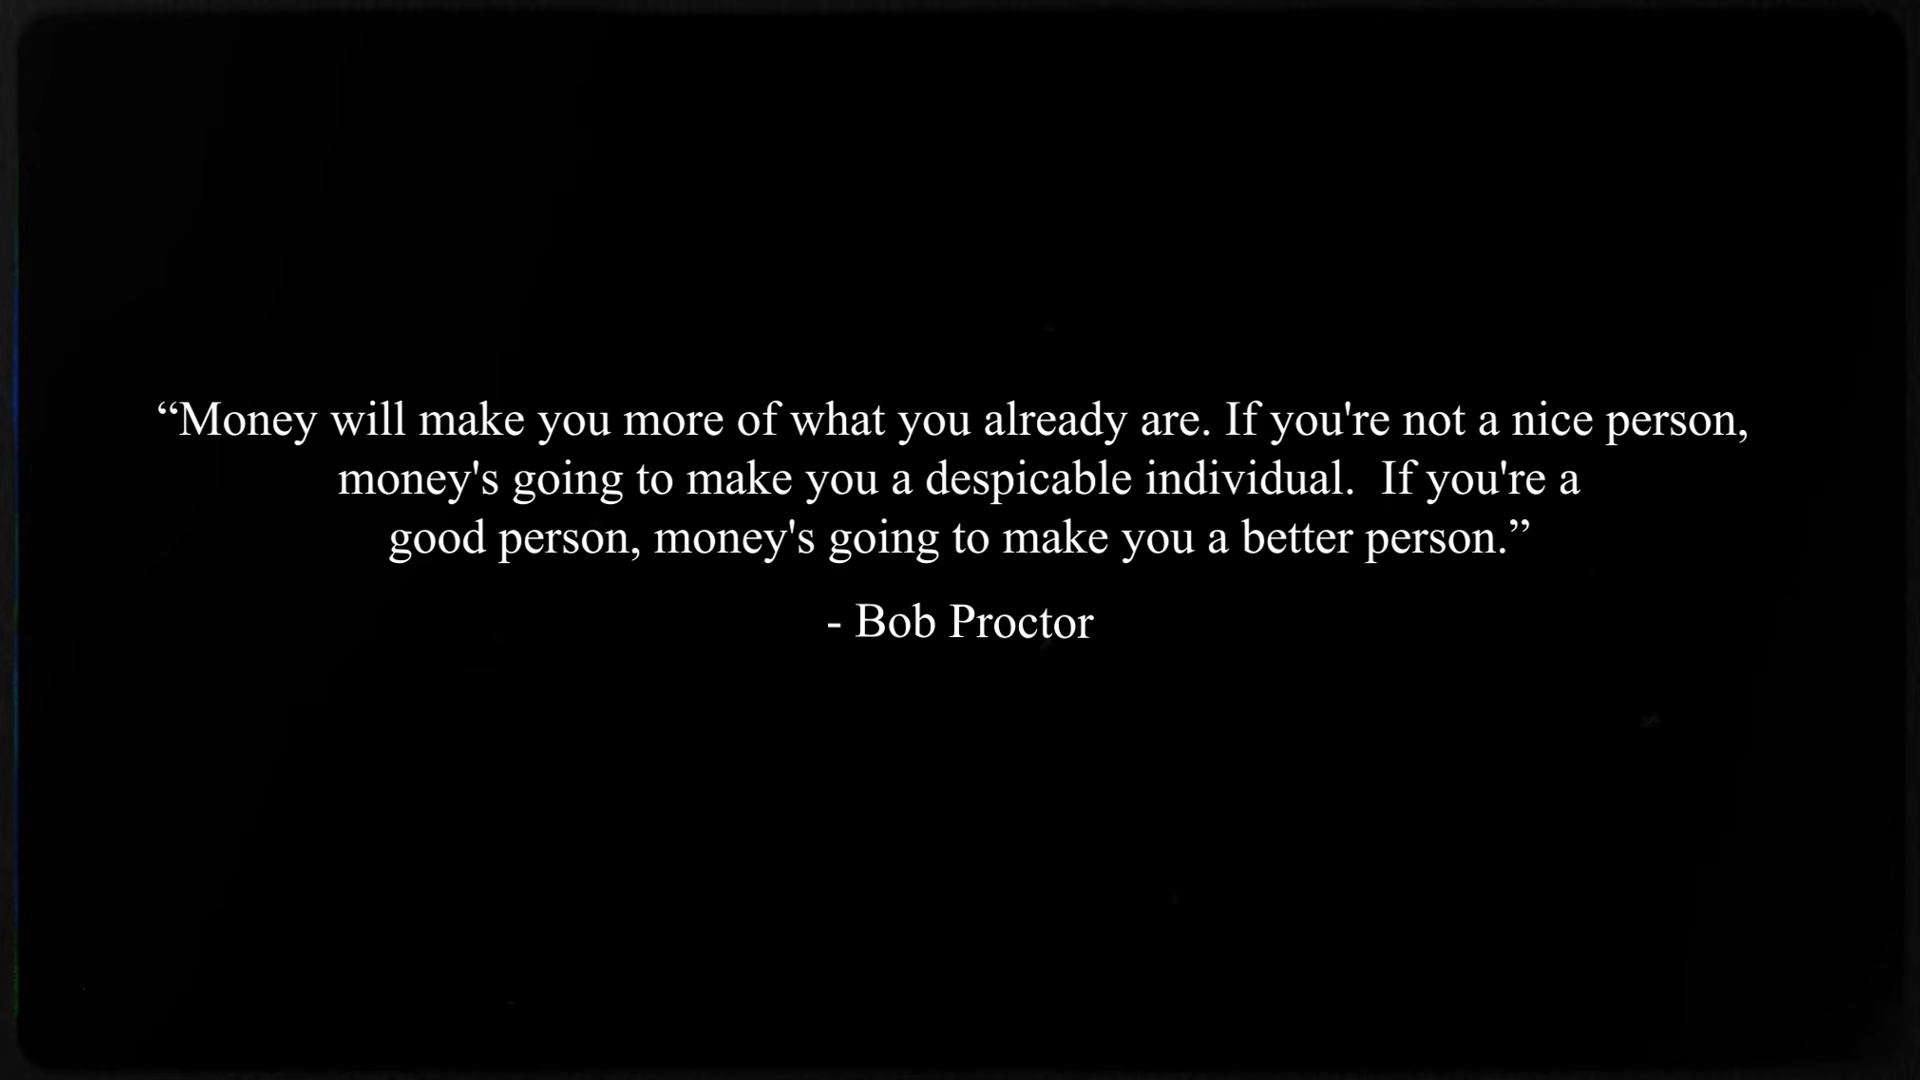 “Money will make you more of what you already are. If you're not a nice person,
money's going to make you a despicable individual.  If you're a
good person, money's going to make you a better person.”
- Bob Proctor